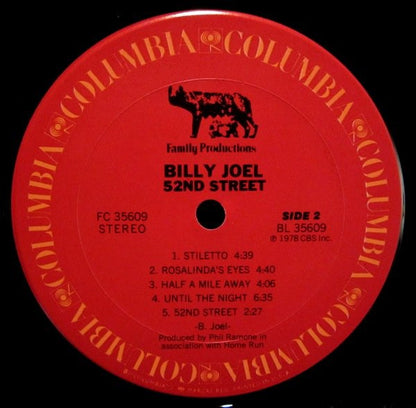 COLUMBIA COLUMBIA COLUMBIA COLUMBIA COLUMBIA COLUMBIA
Family Productions
BILLY JOEL
52ND STREET
FC 35609
STEREO
SIDE 2
BL 35609
℗ 1978 CBS Inc.
1. STILETTO 4:39
2. ROSALINDA'S EYES 4:40
3. HALF A MILE AWAY 4:06
4. UNTIL THE NIGHT 6:35
5. 52ND STREET 2:27
-B. Joel-
Produced by Phil Ramone in
association with Home Run